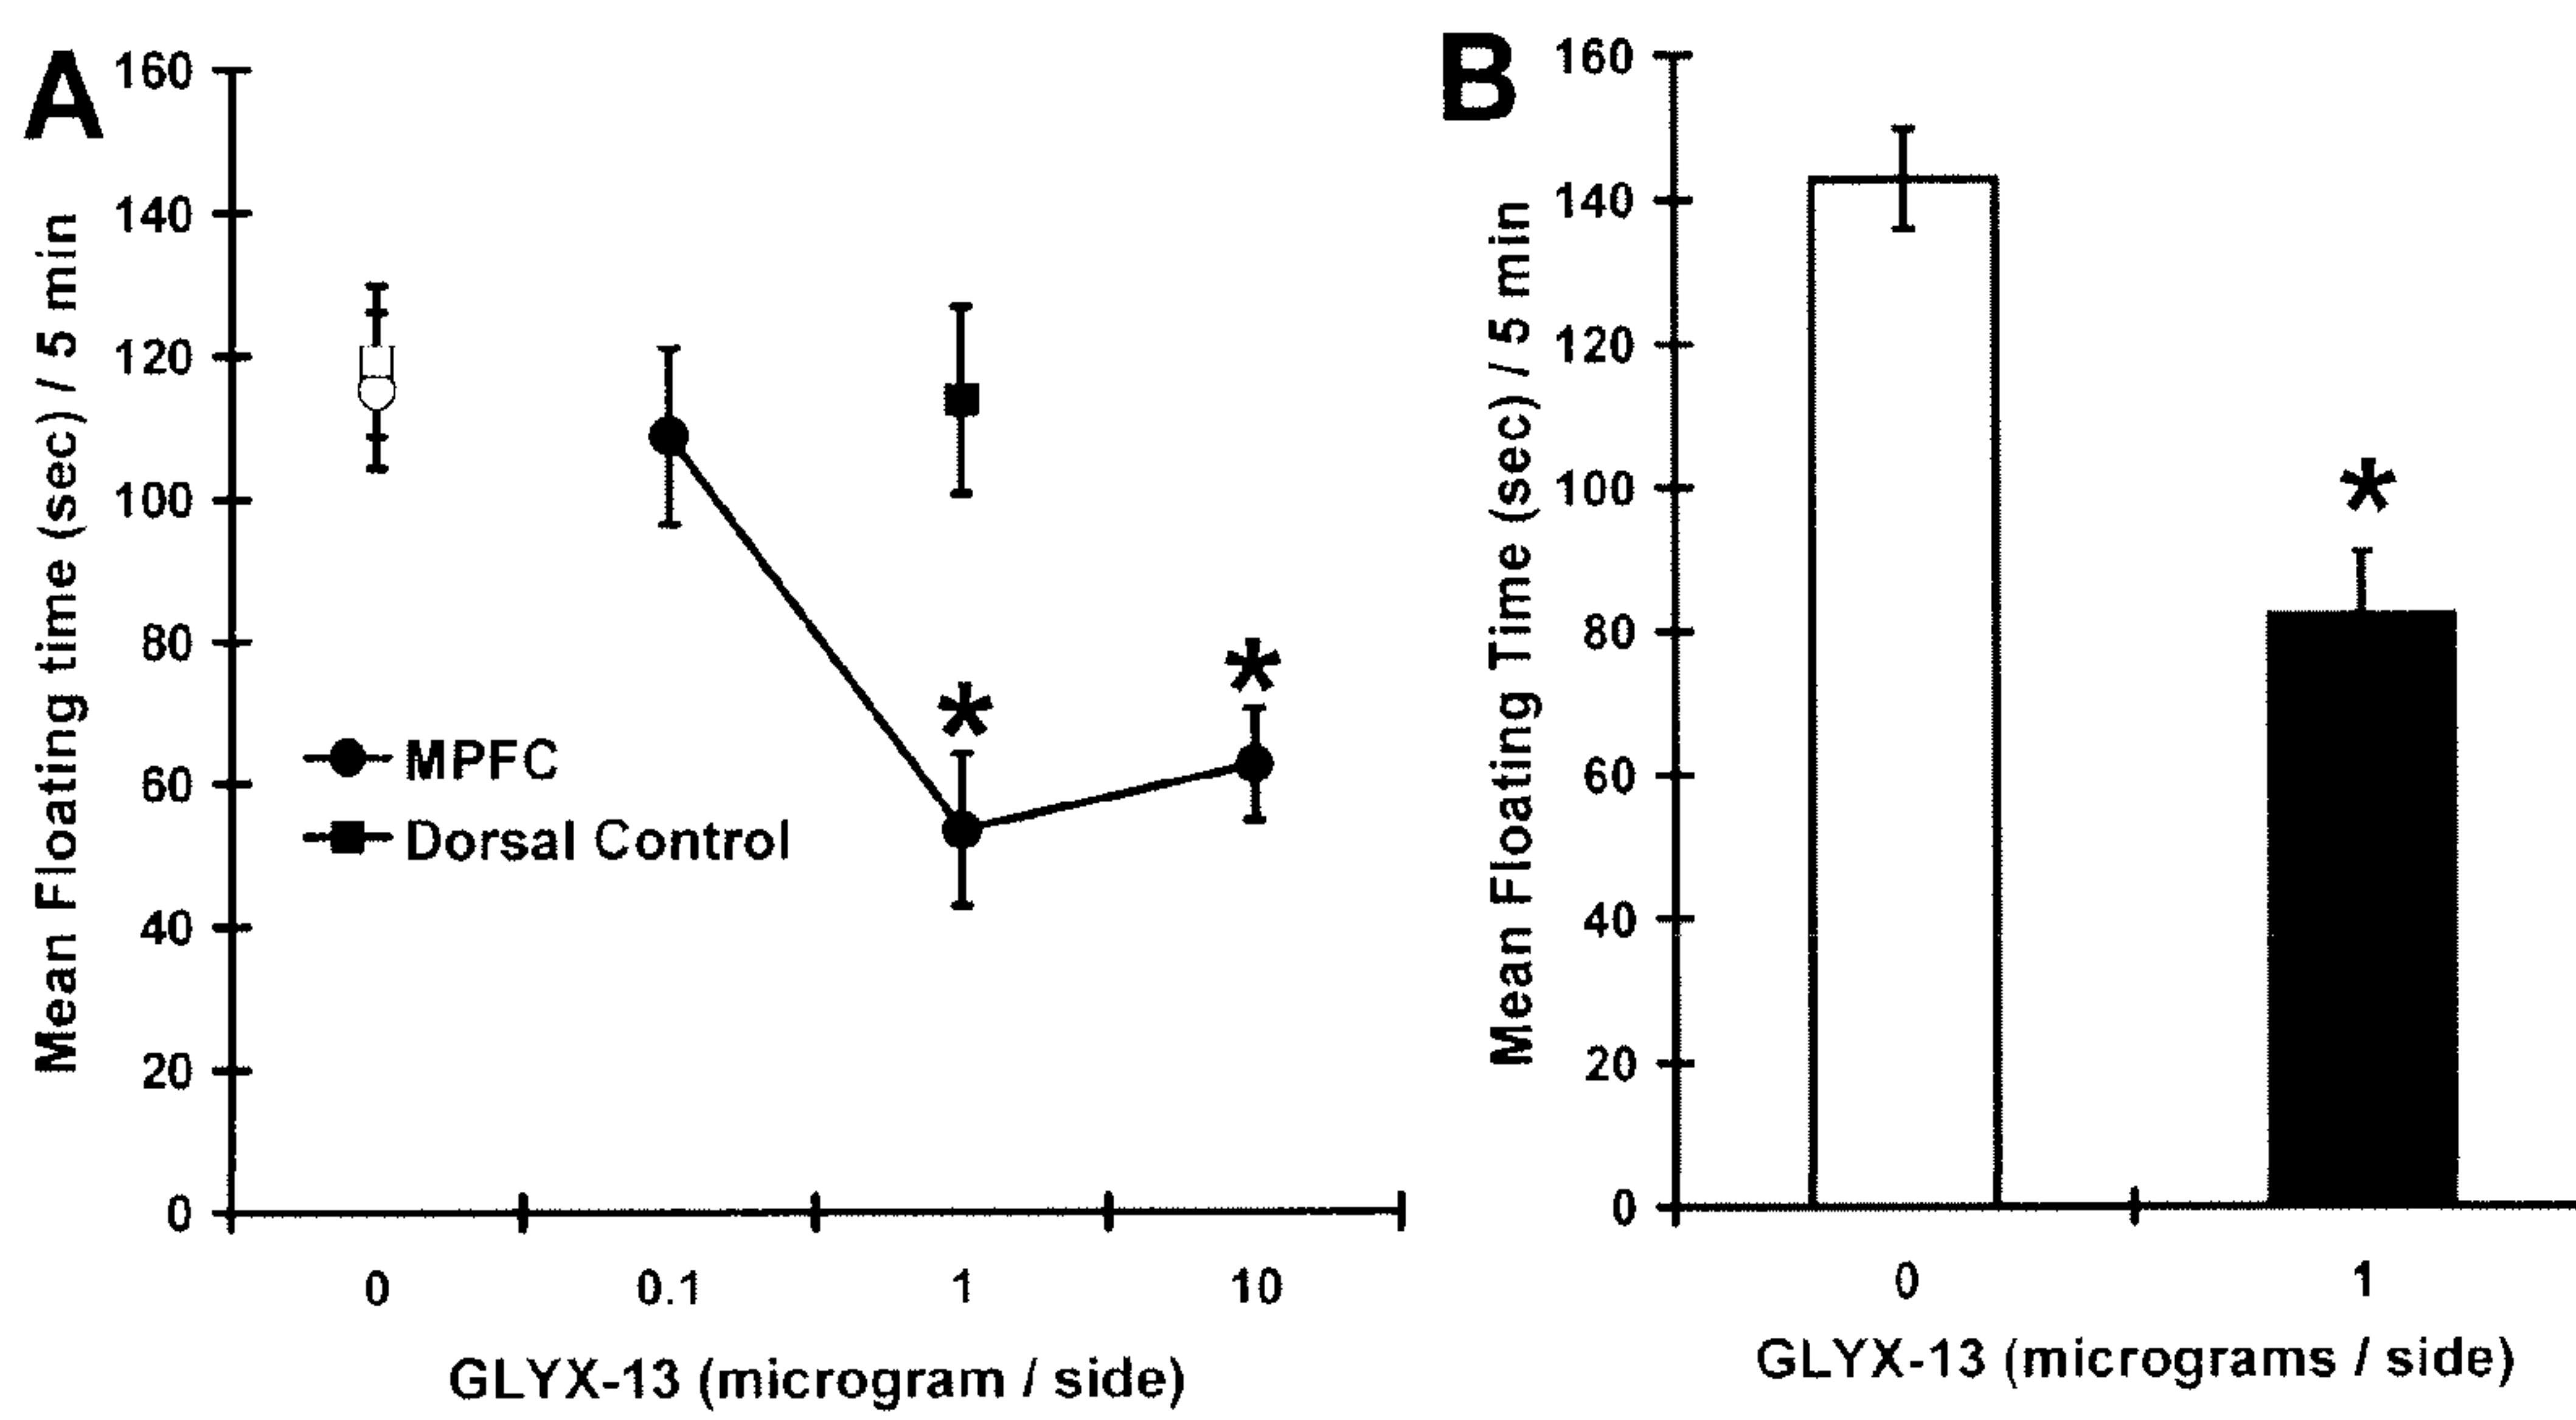 A
Mean Floating time (sec) / 5 min
160
140
120
100
80
60
40
20
0
MPFC
Dorsal Control
*
*
0 0.1 1 10
GLYX-13 (microgram / side)
B
Mean Floating Time (sec) / 5 min
160
140
120
100
80
60
40
20
0
*
0 1
GLYX-13 (micrograms / side)